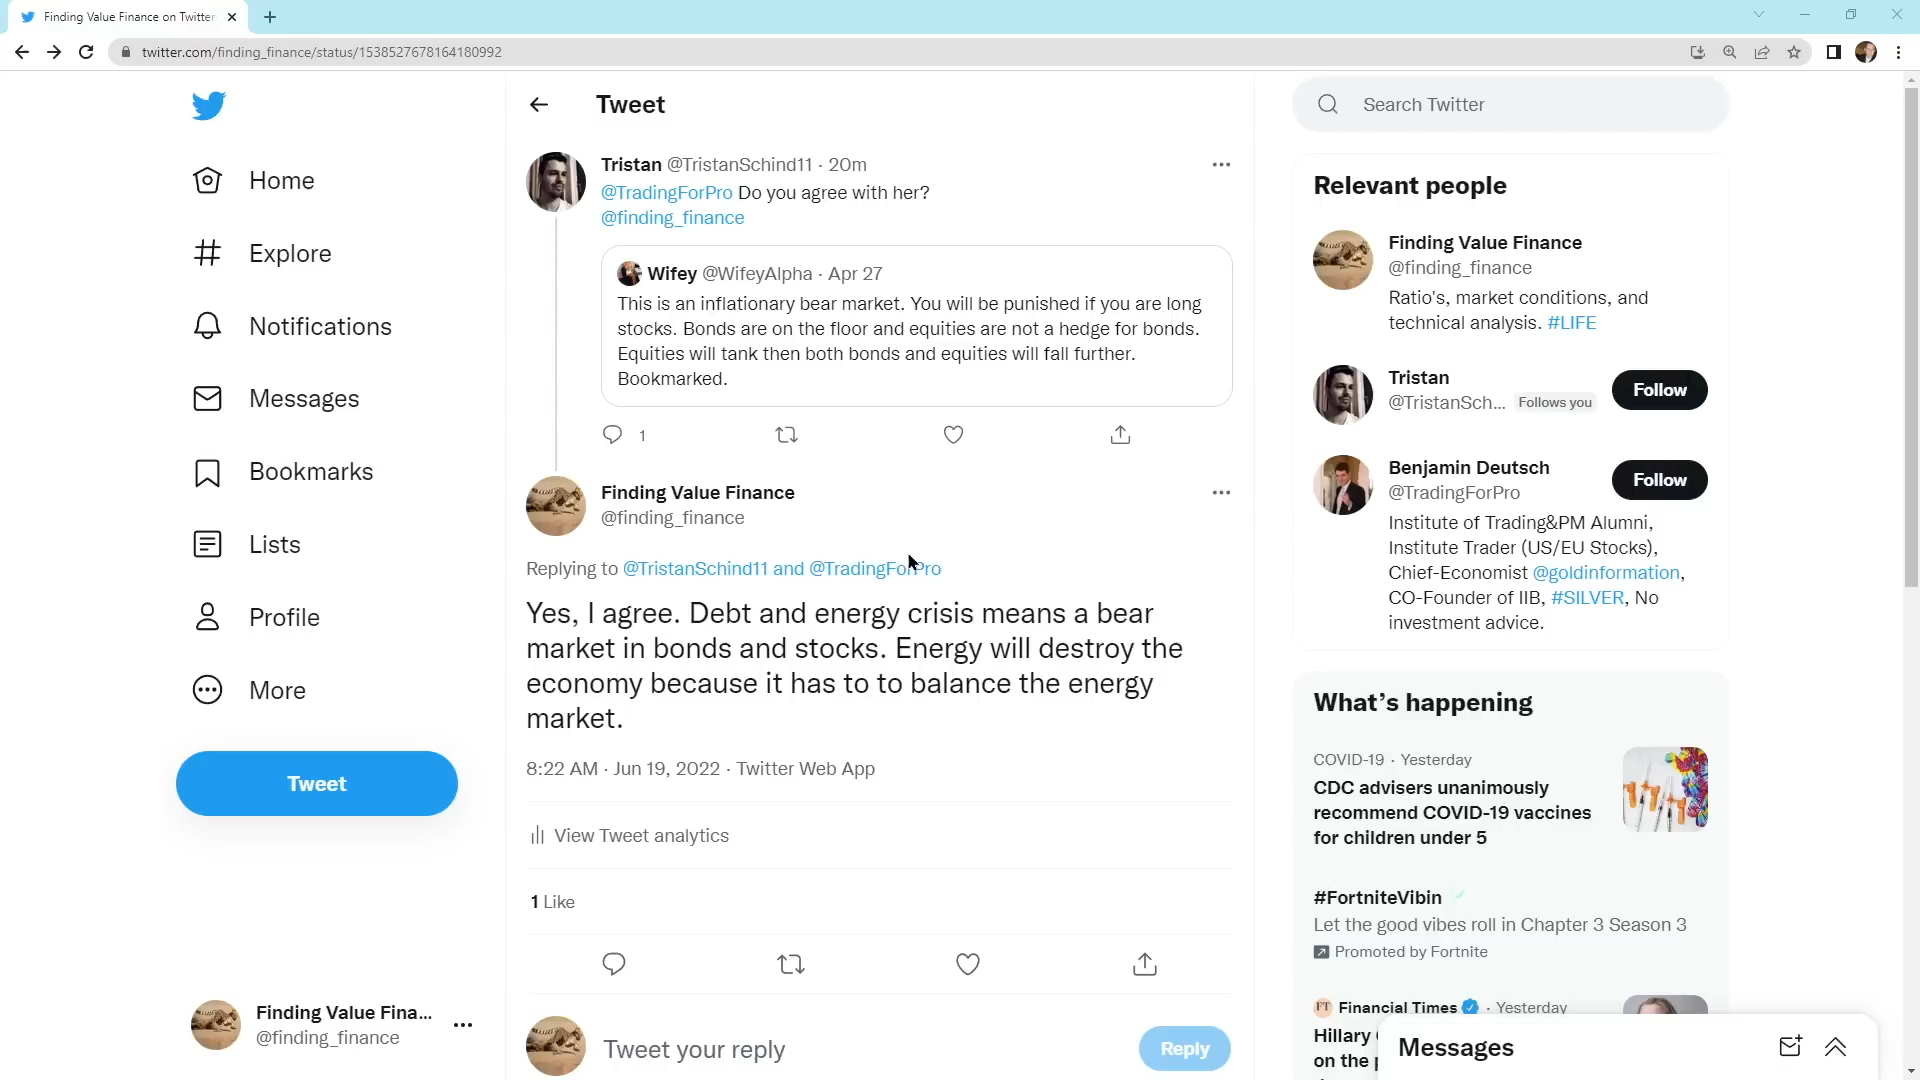 Finding Value Finance on Twitter
twitter.com/finding_finance/status/1538527678164180992
Home
Explore
Notifications
Messages
Bookmarks
Lists
Profile
More
Tweet
Finding Value Fina...
@finding_finance
Tweet
Tristan @TristanSchind11 · 20m
@TradingForPro Do you agree with her?
@finding_finance
Wifey @WifeyAlpha · Apr 27
This is an inflationary bear market. You will be punished if you are long
stocks. Bonds are on the floor and equities are not a hedge for bonds.
Equities will tank then both bonds and equities will fall further.
Bookmarked.
1
Finding Value Finance
@finding_finance
Replying to @TristanSchind11 and @TradingForPro
Yes, I agree. Debt and energy crisis means a bear
market in bonds and stocks. Energy will destroy the
economy because it has to to balance the energy
market.
8:22 AM · Jun 19, 2022 · Twitter Web App
View Tweet analytics
1 Like
Tweet your reply
Reply
Search Twitter
Relevant people
Finding Value Finance
@finding_finance
Ratio's, market conditions, and
technical analysis. #LIFE
Tristan
@TristanSch... Follows you
Follow
Benjamin Deutsch
@TradingForPro
Follow
Institute of Trading&PM Alumni,
Institute Trader (US/EU Stocks),
Chief-Economist @goldinformation,
CO-Founder of IIB, #SILVER, No
investment advice.
What's happening
COVID-19 · Yesterday
CDC advisers unanimously
recommend COVID-19 vaccines
for children under 5
#FortniteVibin
Let the good vibes roll in Chapter 3 Season 3
Promoted by Fortnite
FT Financial Times · Yesterday
Hillary
on the
Messages